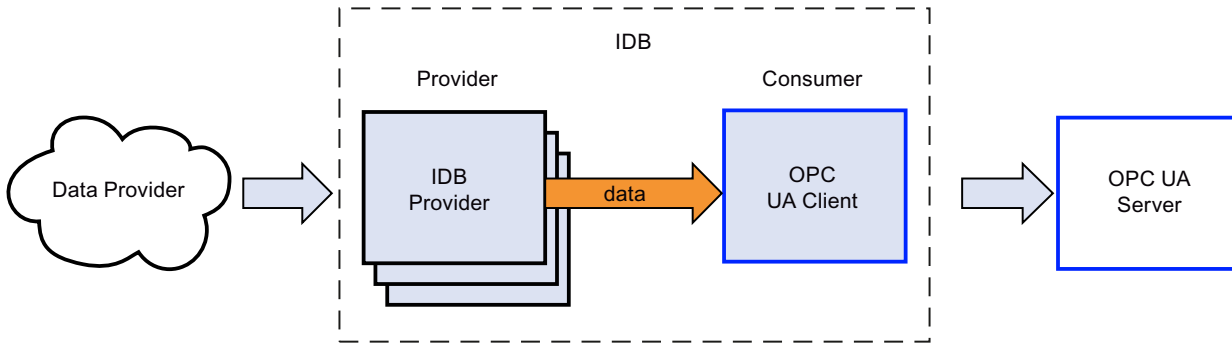 IDB
Provider
Consumer
Data Provider
IDB
Provider
data
OPC
UA Client
OPC UA
Server